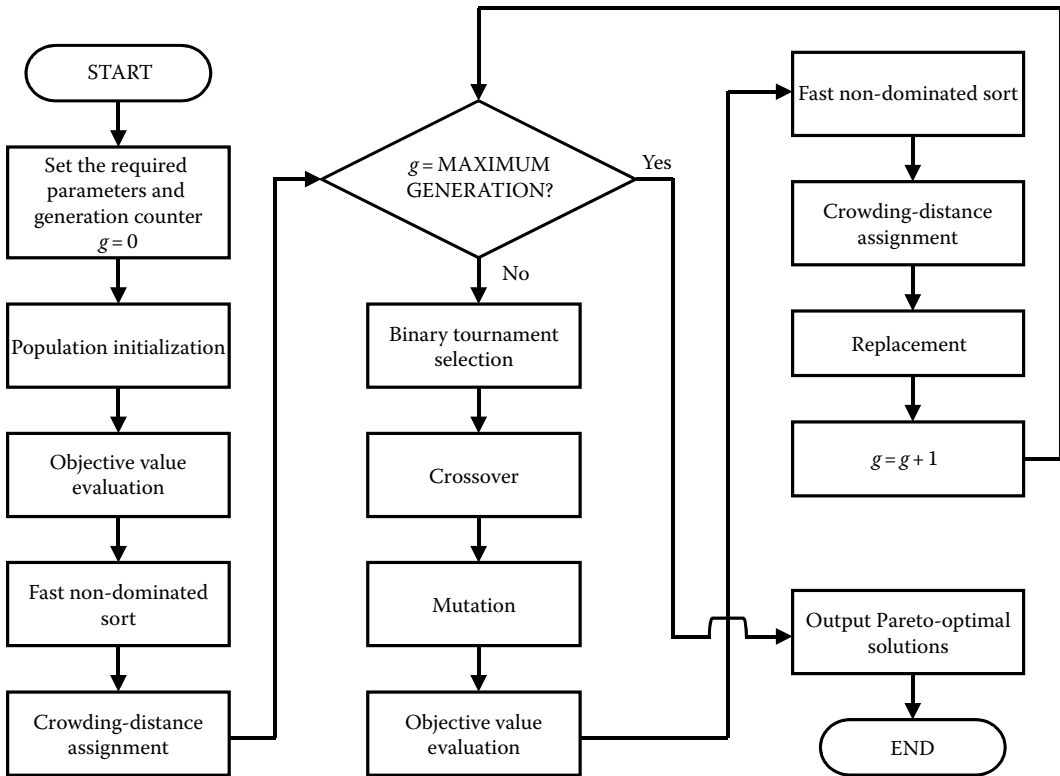 START
Set the required
parameters and
generation counter
g = 0
Population initialization
Objective value
evaluation
Fast non-dominated
sort
Crowding-distance
assignment
g = MAXIMUM
GENERATION?
Yes
No
Binary tournament
selection
Crossover
Mutation
Objective value
evaluation
Fast non-dominated sort
Crowding-distance
assignment
Replacement
g = g + 1
Output Pareto-optimal
solutions
END